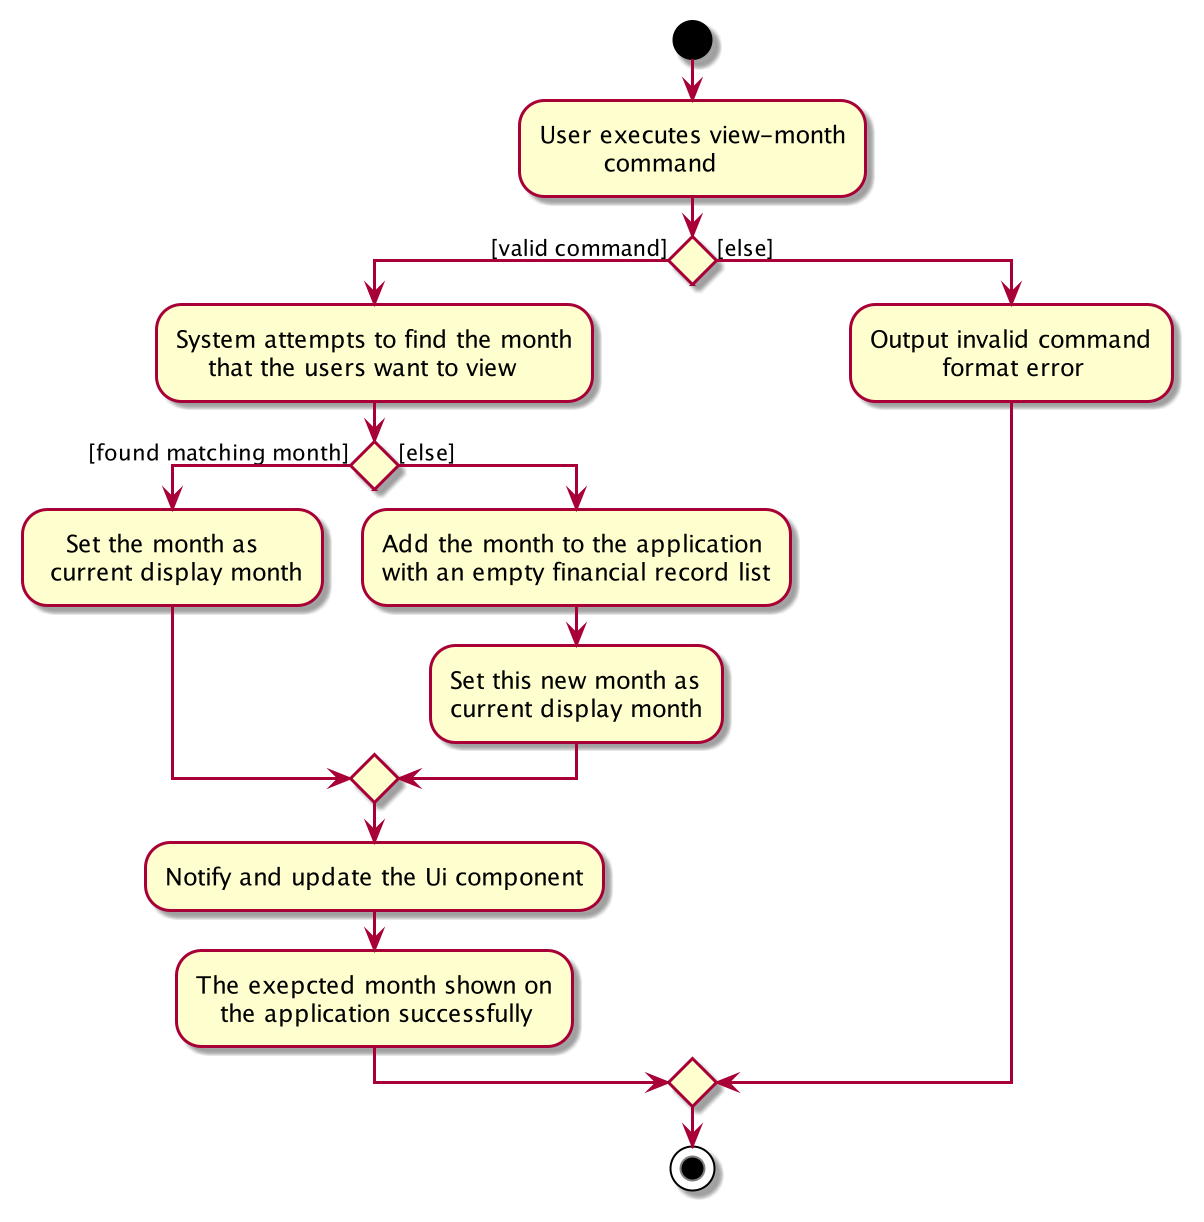 User executes view-month
command
[valid command]
[else]
System attempts to find the month
that the users want to view
Output invalid command
format error
[found matching month]
[else]
Set the month as
current display month
Add the month to the application
with an empty financial record list
Set this new month as
current display month
Notify and update the Ui component
The exepcted month shown on
the application successfully